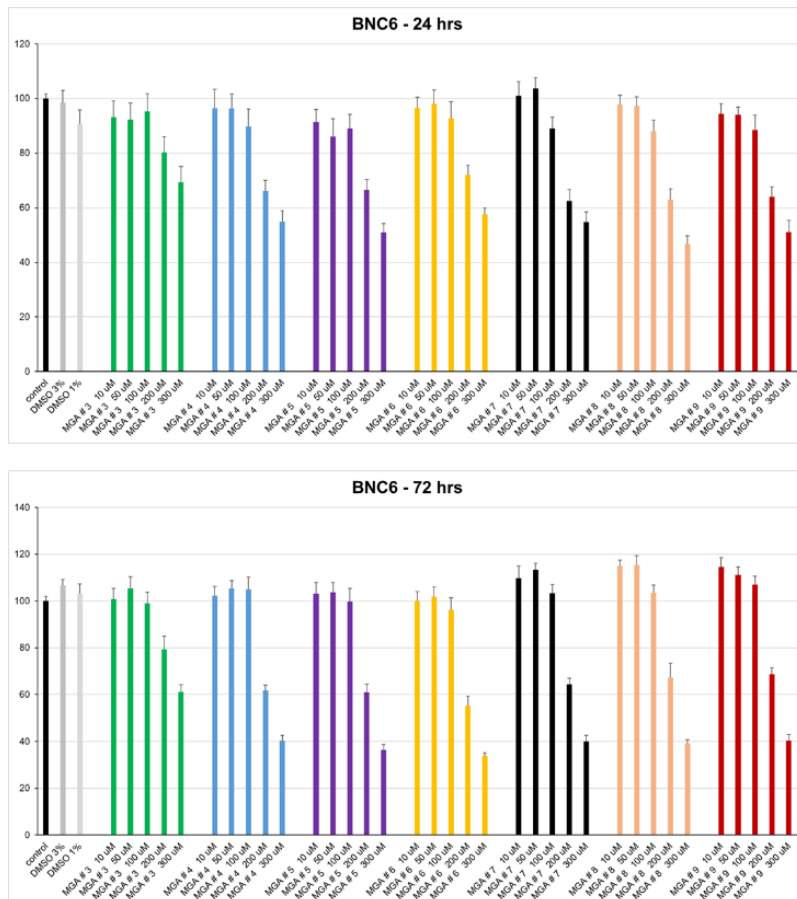 BNC6 - 24 hrs
120
100
80
60
40
20
0
control
DMSO 3%
DMSO 1%
MGA # 3 10 uM
MGA # 3 50 uM
MGA # 3 100 uM
MGA # 3 200 uM
MGA # 3 300 uM
MGA # 4 10 uM
MGA # 4 50 uM
MGA # 4 100 uM
MGA # 4 200 uM
MGA # 4 300 uM
MGA # 5 10 uM
MGA # 5 50 uM
MGA # 5 100 uM
MGA # 5 200 uM
MGA # 5 300 uM
MGA # 6 10 uM
MGA # 6 50 uM
MGA # 6 100 uM
MGA # 6 200 uM
MGA # 6 300 uM
MGA # 7 10 uM
MGA # 7 50 uM
MGA # 7 100 uM
MGA # 7 200 uM
MGA # 7 300 uM
MGA # 8 10 uM
MGA # 8 50 uM
MGA # 8 100 uM
MGA # 8 200 uM
MGA # 8 300 uM
MGA # 9 10 uM
MGA # 9 50 uM
MGA # 9 100 uM
MGA # 9 200 uM
MGA # 9 300 uM
BNC6 - 72 hrs
140
120
100
80
60
40
20
0
control
DMSO 3%
DMSO 1%
MGA # 3 10 uM
MGA # 3 50 uM
MGA # 3 100 uM
MGA # 3 200 uM
MGA # 3 300 uM
MGA # 4 10 uM
MGA # 4 50 uM
MGA # 4 100 uM
MGA # 4 200 uM
MGA # 4 300 uM
MGA # 5 10 uM
MGA # 5 50 uM
MGA # 5 100 uM
MGA # 5 200 uM
MGA # 5 300 uM
MGA # 6 10 uM
MGA # 6 50 uM
MGA # 6 100 uM
MGA # 6 200 uM
MGA # 6 300 uM
MGA # 7 10 uM
MGA # 7 50 uM
MGA # 7 100 uM
MGA # 7 200 uM
MGA # 7 300 uM
MGA # 8 10 uM
MGA # 8 50 uM
MGA # 8 100 uM
MGA # 8 200 uM
MGA # 8 300 uM
MGA # 9 10 uM
MGA # 9 50 uM
MGA # 9 100 uM
MGA # 9 200 uM
MGA # 9 300 uM